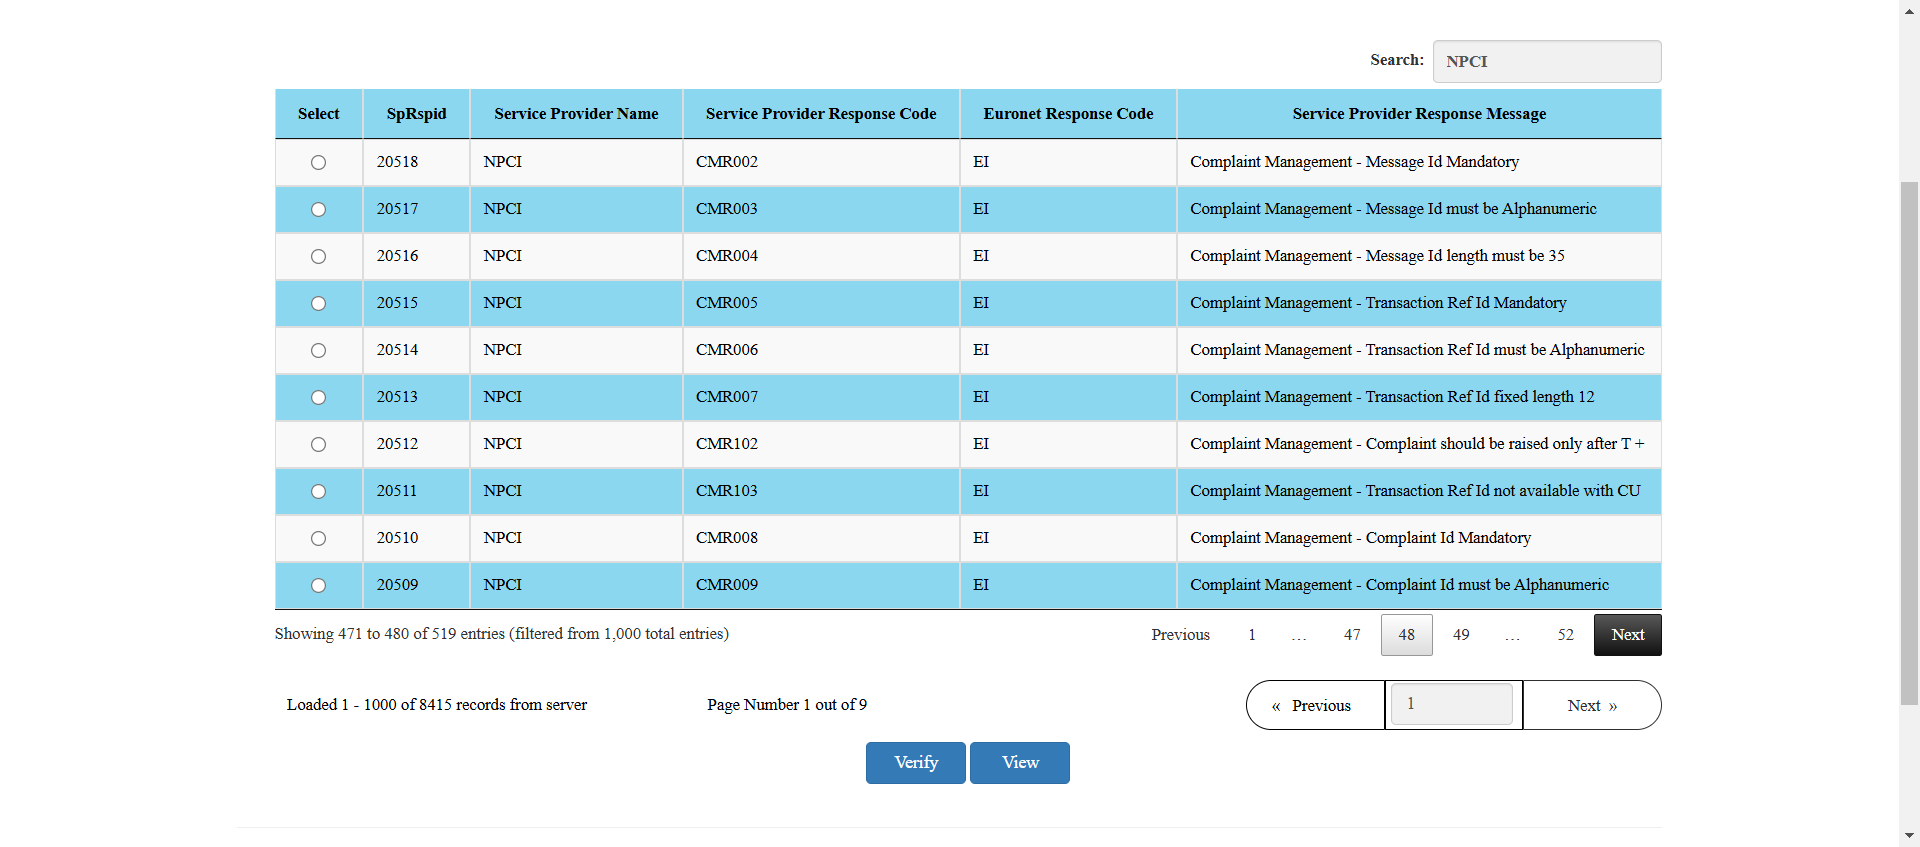 Search: NPCI
Select SpRspid Service Provider Name Service Provider Response Code Euronet Response Code Service Provider Response Message
20518 NPCI CMR002 EI Complaint Management - Message Id Mandatory
20517 NPCI CMR003 EI Complaint Management - Message Id must be Alphanumeric
20516 NPCI CMR004 EI Complaint Management - Message Id length must be 35
20515 NPCI CMR005 EI Complaint Management - Transaction Ref Id Mandatory
20514 NPCI CMR006 EI Complaint Management - Transaction Ref Id must be Alphanumeric
20513 NPCI CMR007 EI Complaint Management - Transaction Ref Id fixed length 12
20512 NPCI CMR102 EI Complaint Management - Complaint should be raised only after T +
20511 NPCI CMR103 EI Complaint Management - Transaction Ref Id not available with CU
20510 NPCI CMR008 EI Complaint Management - Complaint Id Mandatory
20509 NPCI CMR009 EI Complaint Management - Complaint Id must be Alphanumeric
Showing 471 to 480 of 519 entries (filtered from 1,000 total entries) Previous 1 … 47 48 49 … 52 Next
Loaded 1 - 1000 of 8415 records from server Page Number 1 out of 9 « Previous 1 Next »
Verify View